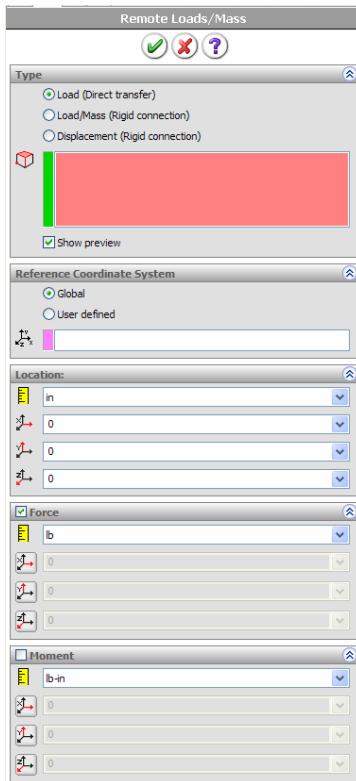 Remote Loads/Mass
?
Type
Load (Direct transfer)
Load/Mass (Rigid connection)
Displacement (Rigid connection)
Show preview
Reference Coordinate System
Global
User defined
Location:
in
0
0
0
Force
lb
0
0
0
Moment
lb-in
0
0
0